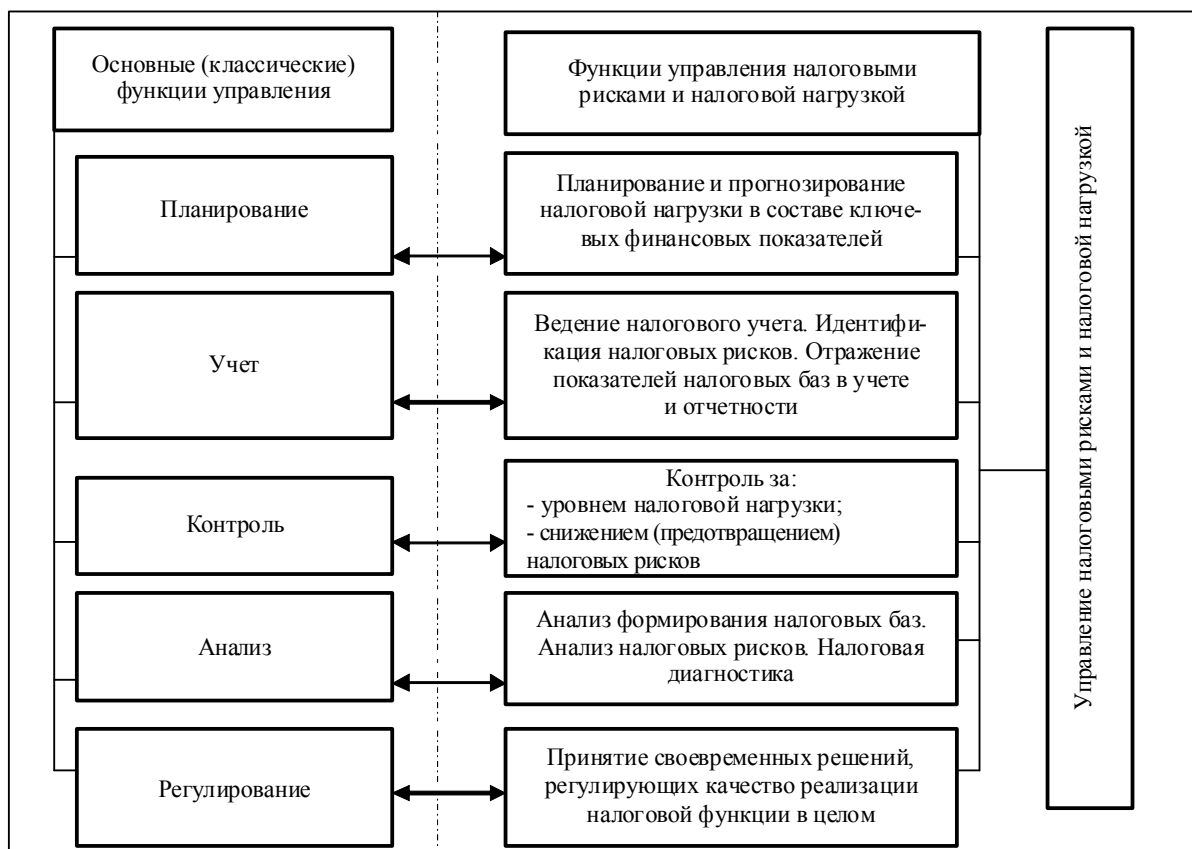 Основные (классические)
функции управления
Функции управления налоговыми
рисками и налоговой нагрузкой
Планирование
Планирование и прогнозирование
налоговой нагрузки в составе ключе-
вых финансовых показателей
Учет
Ведение налогового учета. Идентифи-
кация налоговых рисков. Отражение
показателей налоговых баз в учете
и отчетности
Контроль
Контроль за:
- уровнем налоговой нагрузки;
- снижением (предотвращением)
налоговых рисков
Анализ
Анализ формирования налоговых баз.
Анализ налоговых рисков. Налоговая
диагностика
Регулирование
Принятие своевременных решений,
регулирующих качество реализации
налоговой функции в целом
Управление налоговыми рисками и налоговой нагрузкой